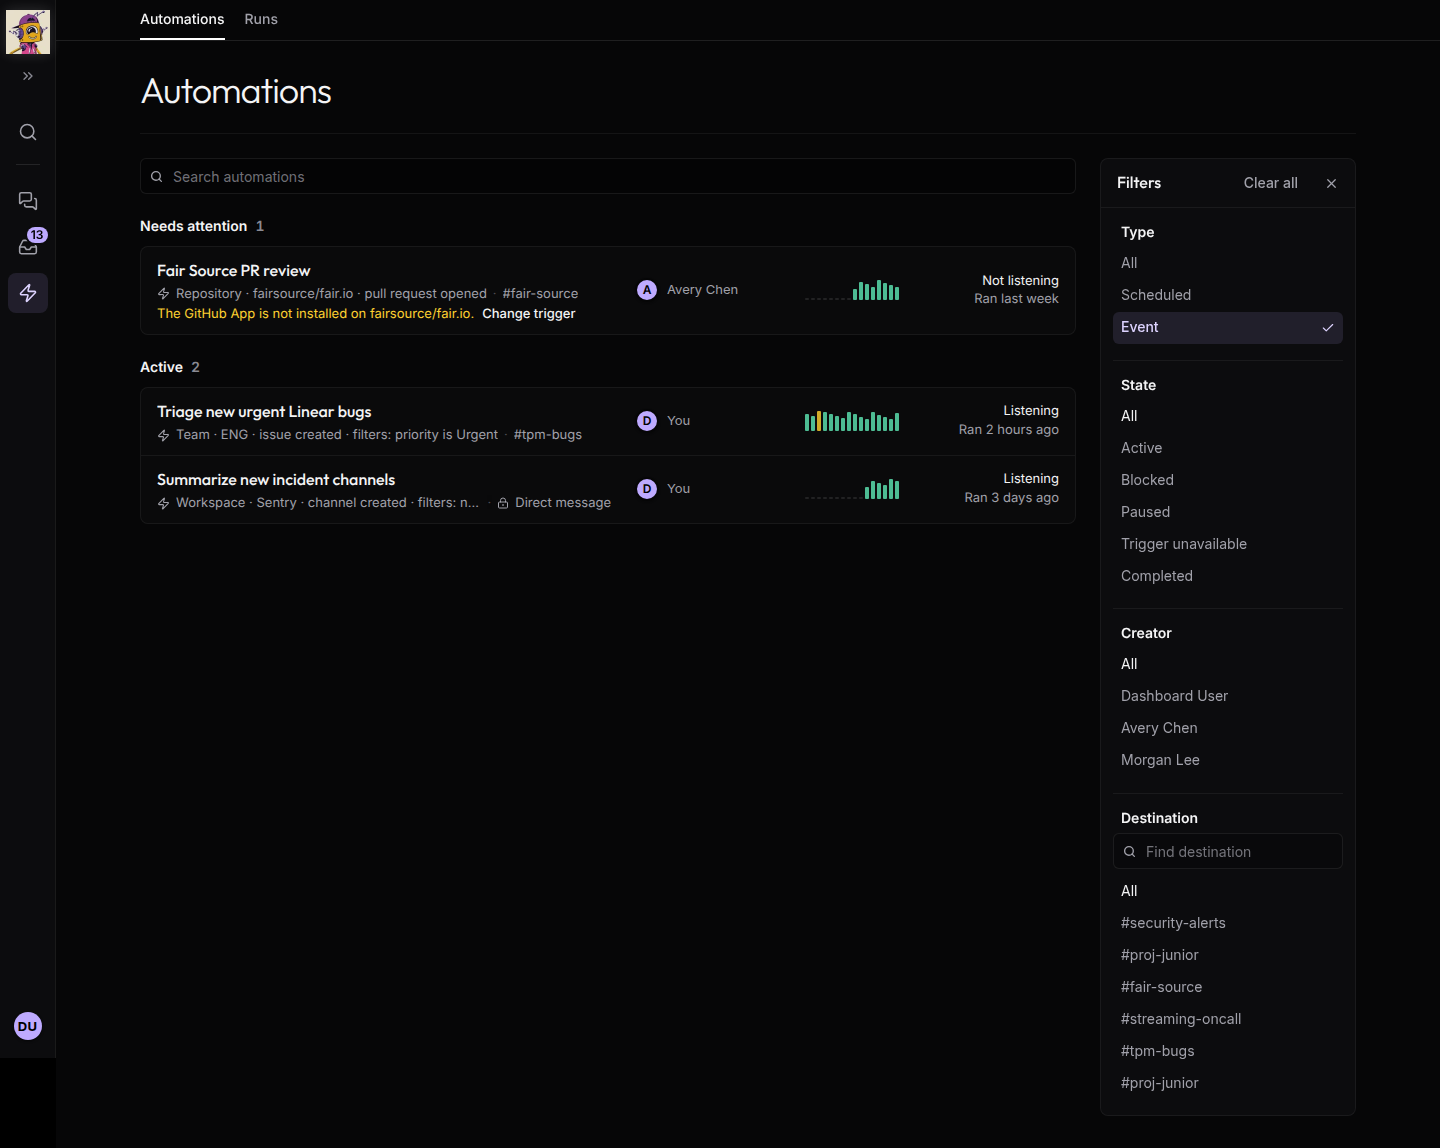 Automations Runs
Automations
Search automations
Needs attention 1
Fair Source PR review
Repository · fairsource/fair.io · pull request opened · #fair-source
The GitHub App is not installed on fairsource/fair.io. Change trigger
A Avery Chen
Not listening
Ran last week
Active 2
Triage new urgent Linear bugs
Team · ENG · issue created · filters: priority is Urgent · #tpm-bugs
D You
Listening
Ran 2 hours ago
Summarize new incident channels
Workspace · Sentry · channel created · filters: n... · Direct message
D You
Listening
Ran 3 days ago
Filters Clear all
Type
All
Scheduled
Event
State
All
Active
Blocked
Paused
Trigger unavailable
Completed
Creator
All
Dashboard User
Avery Chen
Morgan Lee
Destination
Find destination
All
#security-alerts
#proj-junior
#fair-source
#streaming-oncall
#tpm-bugs
#proj-junior
13
DU